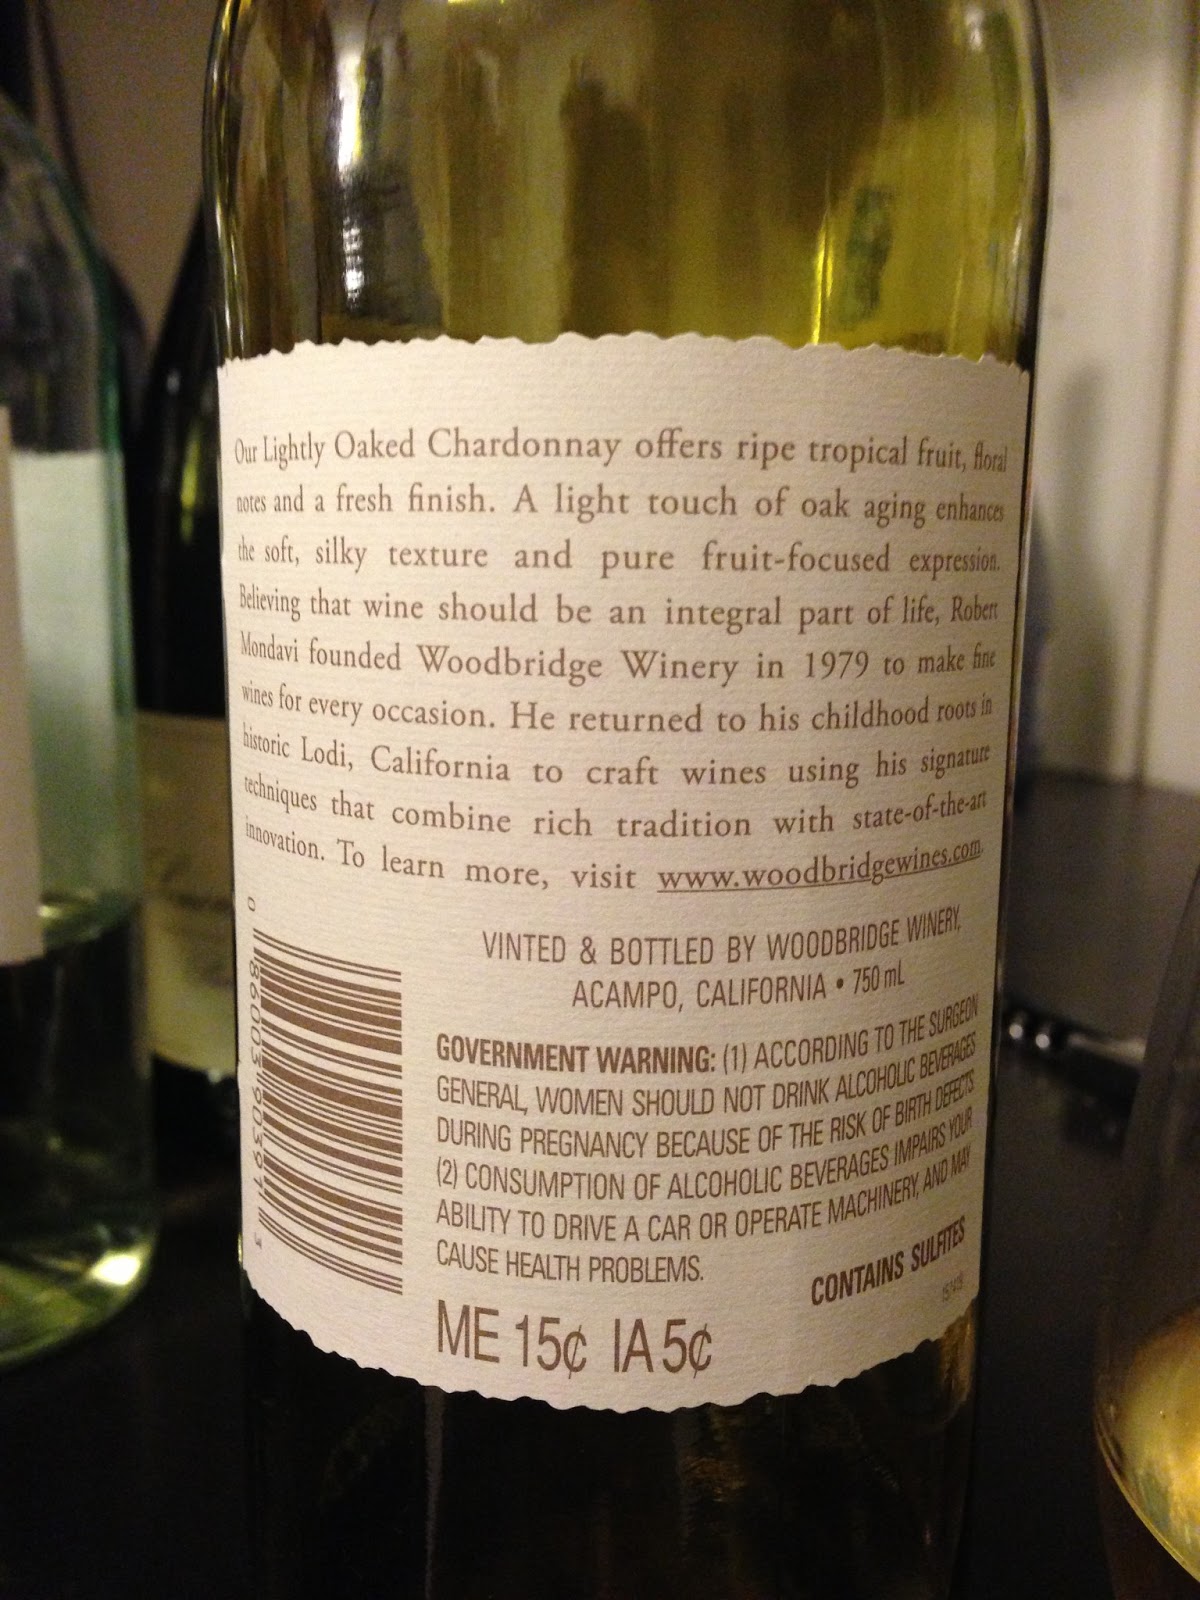 Our Lightly Oaked Chardonnay offers ripe tropical fruit, floral
notes and a fresh finish. A light touch of oak aging enhances
the soft, silky texture and pure fruit-focused expression.
Believing that wine should be an integral part of life, Robert
Mondavi founded Woodbridge Winery in 1979 to make fine
wines for every occasion. He returned to his childhood roots in
historic Lodi, California to craft wines using his signature
techniques that combine rich tradition with state-of-the-art
innovation. To learn more, visit www.woodbridgewines.com.
VINTED & BOTTLED BY WOODBRIDGE WINERY,
ACAMPO, CALIFORNIA • 750 mL
GOVERNMENT WARNING: (1) ACCORDING TO THE SURGEON
GENERAL, WOMEN SHOULD NOT DRINK ALCOHOLIC BEVERAGES
DURING PREGNANCY BECAUSE OF THE RISK OF BIRTH DEFECTS
(2) CONSUMPTION OF ALCOHOLIC BEVERAGES IMPAIRS YOUR
ABILITY TO DRIVE A CAR OR OPERATE MACHINERY, AND MAY
CAUSE HEALTH PROBLEMS.
CONTAINS SULFITES
ME 15¢ IA 5¢
0 86003 90397 3